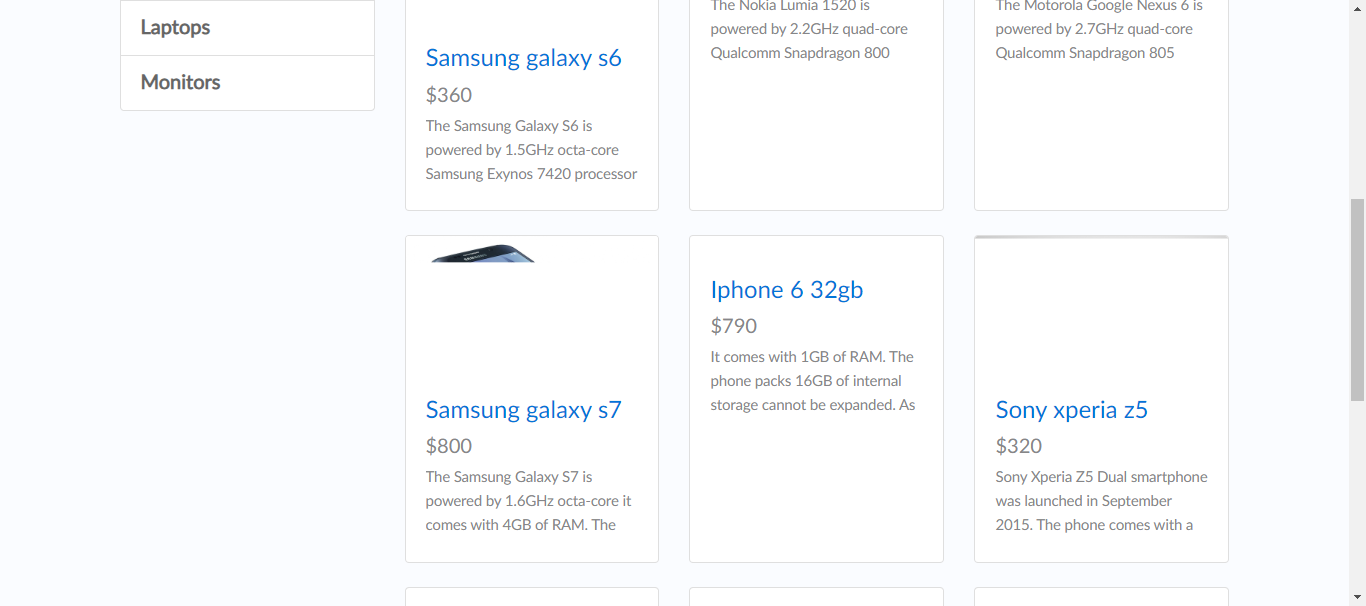 Laptops
Monitors
Samsung galaxy s6
$360
The Samsung Galaxy S6 is
powered by 1.5GHz octa-core
Samsung Exynos 7420 processor
The Nokia Lumia 1520 is
powered by 2.2GHz quad-core
Qualcomm Snapdragon 800
The Motorola Google Nexus 6 is
powered by 2.7GHz quad-core
Qualcomm Snapdragon 805
SAMSUNG
Samsung galaxy s7
$800
The Samsung Galaxy S7 is
powered by 1.6GHz octa-core it
comes with 4GB of RAM. The
Iphone 6 32gb
$790
It comes with 1GB of RAM. The
phone packs 16GB of internal
storage cannot be expanded. As
Sony xperia z5
$320
Sony Xperia Z5 Dual smartphone
was launched in September
2015. The phone comes with a